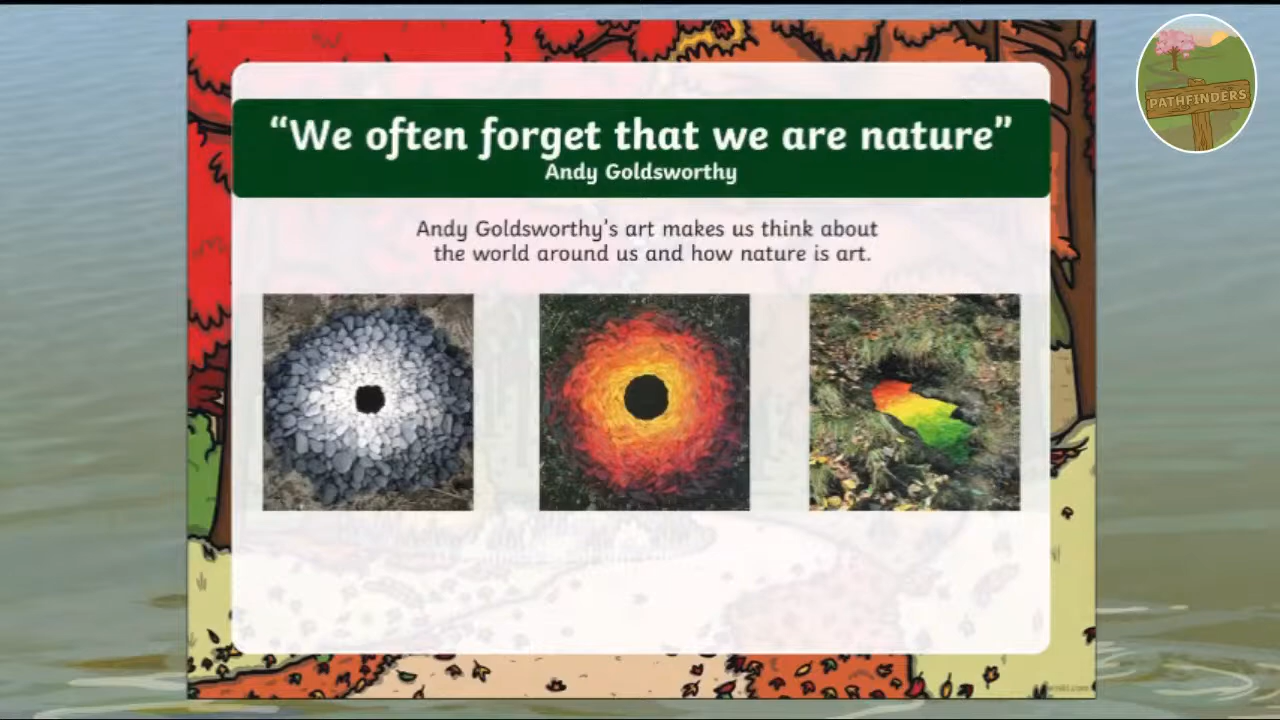 “We often forget that we are nature”
Andy Goldsworthy
Andy Goldsworthy’s art makes us think about
the world around us and how nature is art.
PATHFINDERS